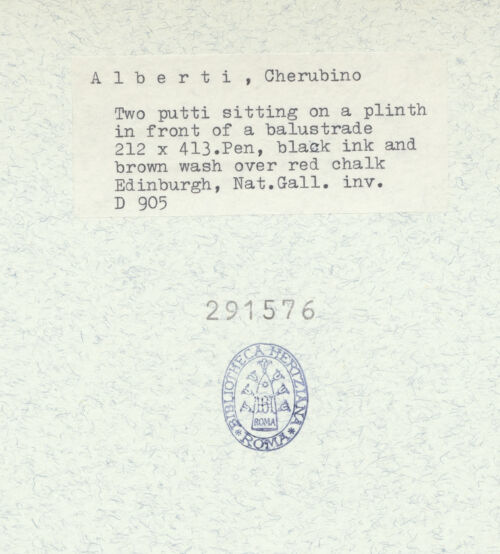 A l b e r t i , Cherubino
Two putti sitting on a plinth
in front of a balustrade
212 x 413.Pen, black ink and
brown wash over red chalk
Edinburgh, Nat.Gall. inv.
D 905
291576
BIBLIOTHECA HERTZIANA
ROMA
* ROMA *